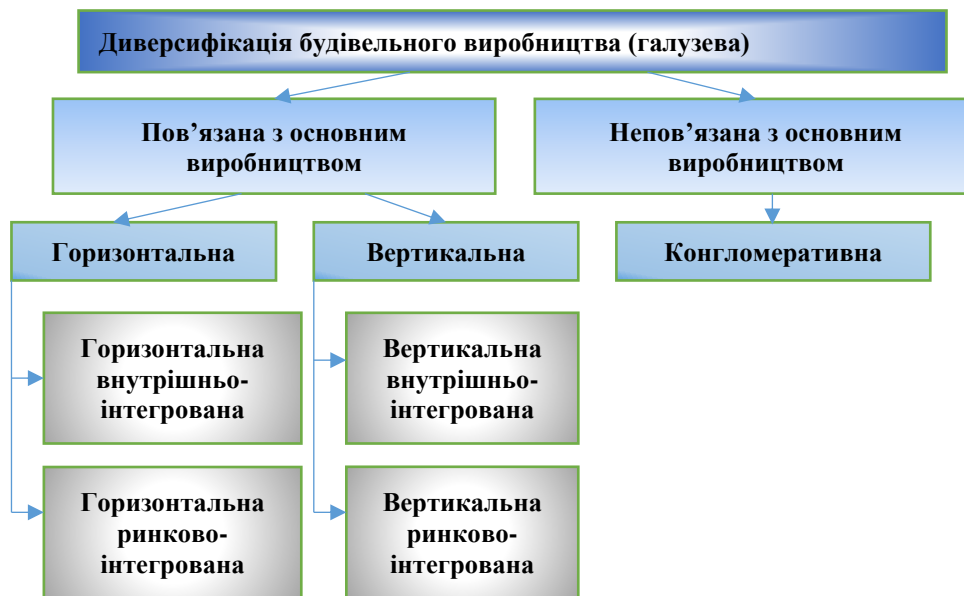 Диверсифікація будівельного виробництва (галузева)
Пов’язана з основним
виробництвом
Непов’язана з основним
виробництвом
Горизонтальна
Вертикальна
Конгломеративна
Горизонтальна
внутрішньо-
інтегрована
Вертикальна
внутрішньо-
інтегрована
Горизонтальна
ринково-
інтегрована
Вертикальна
ринково-
інтегрована